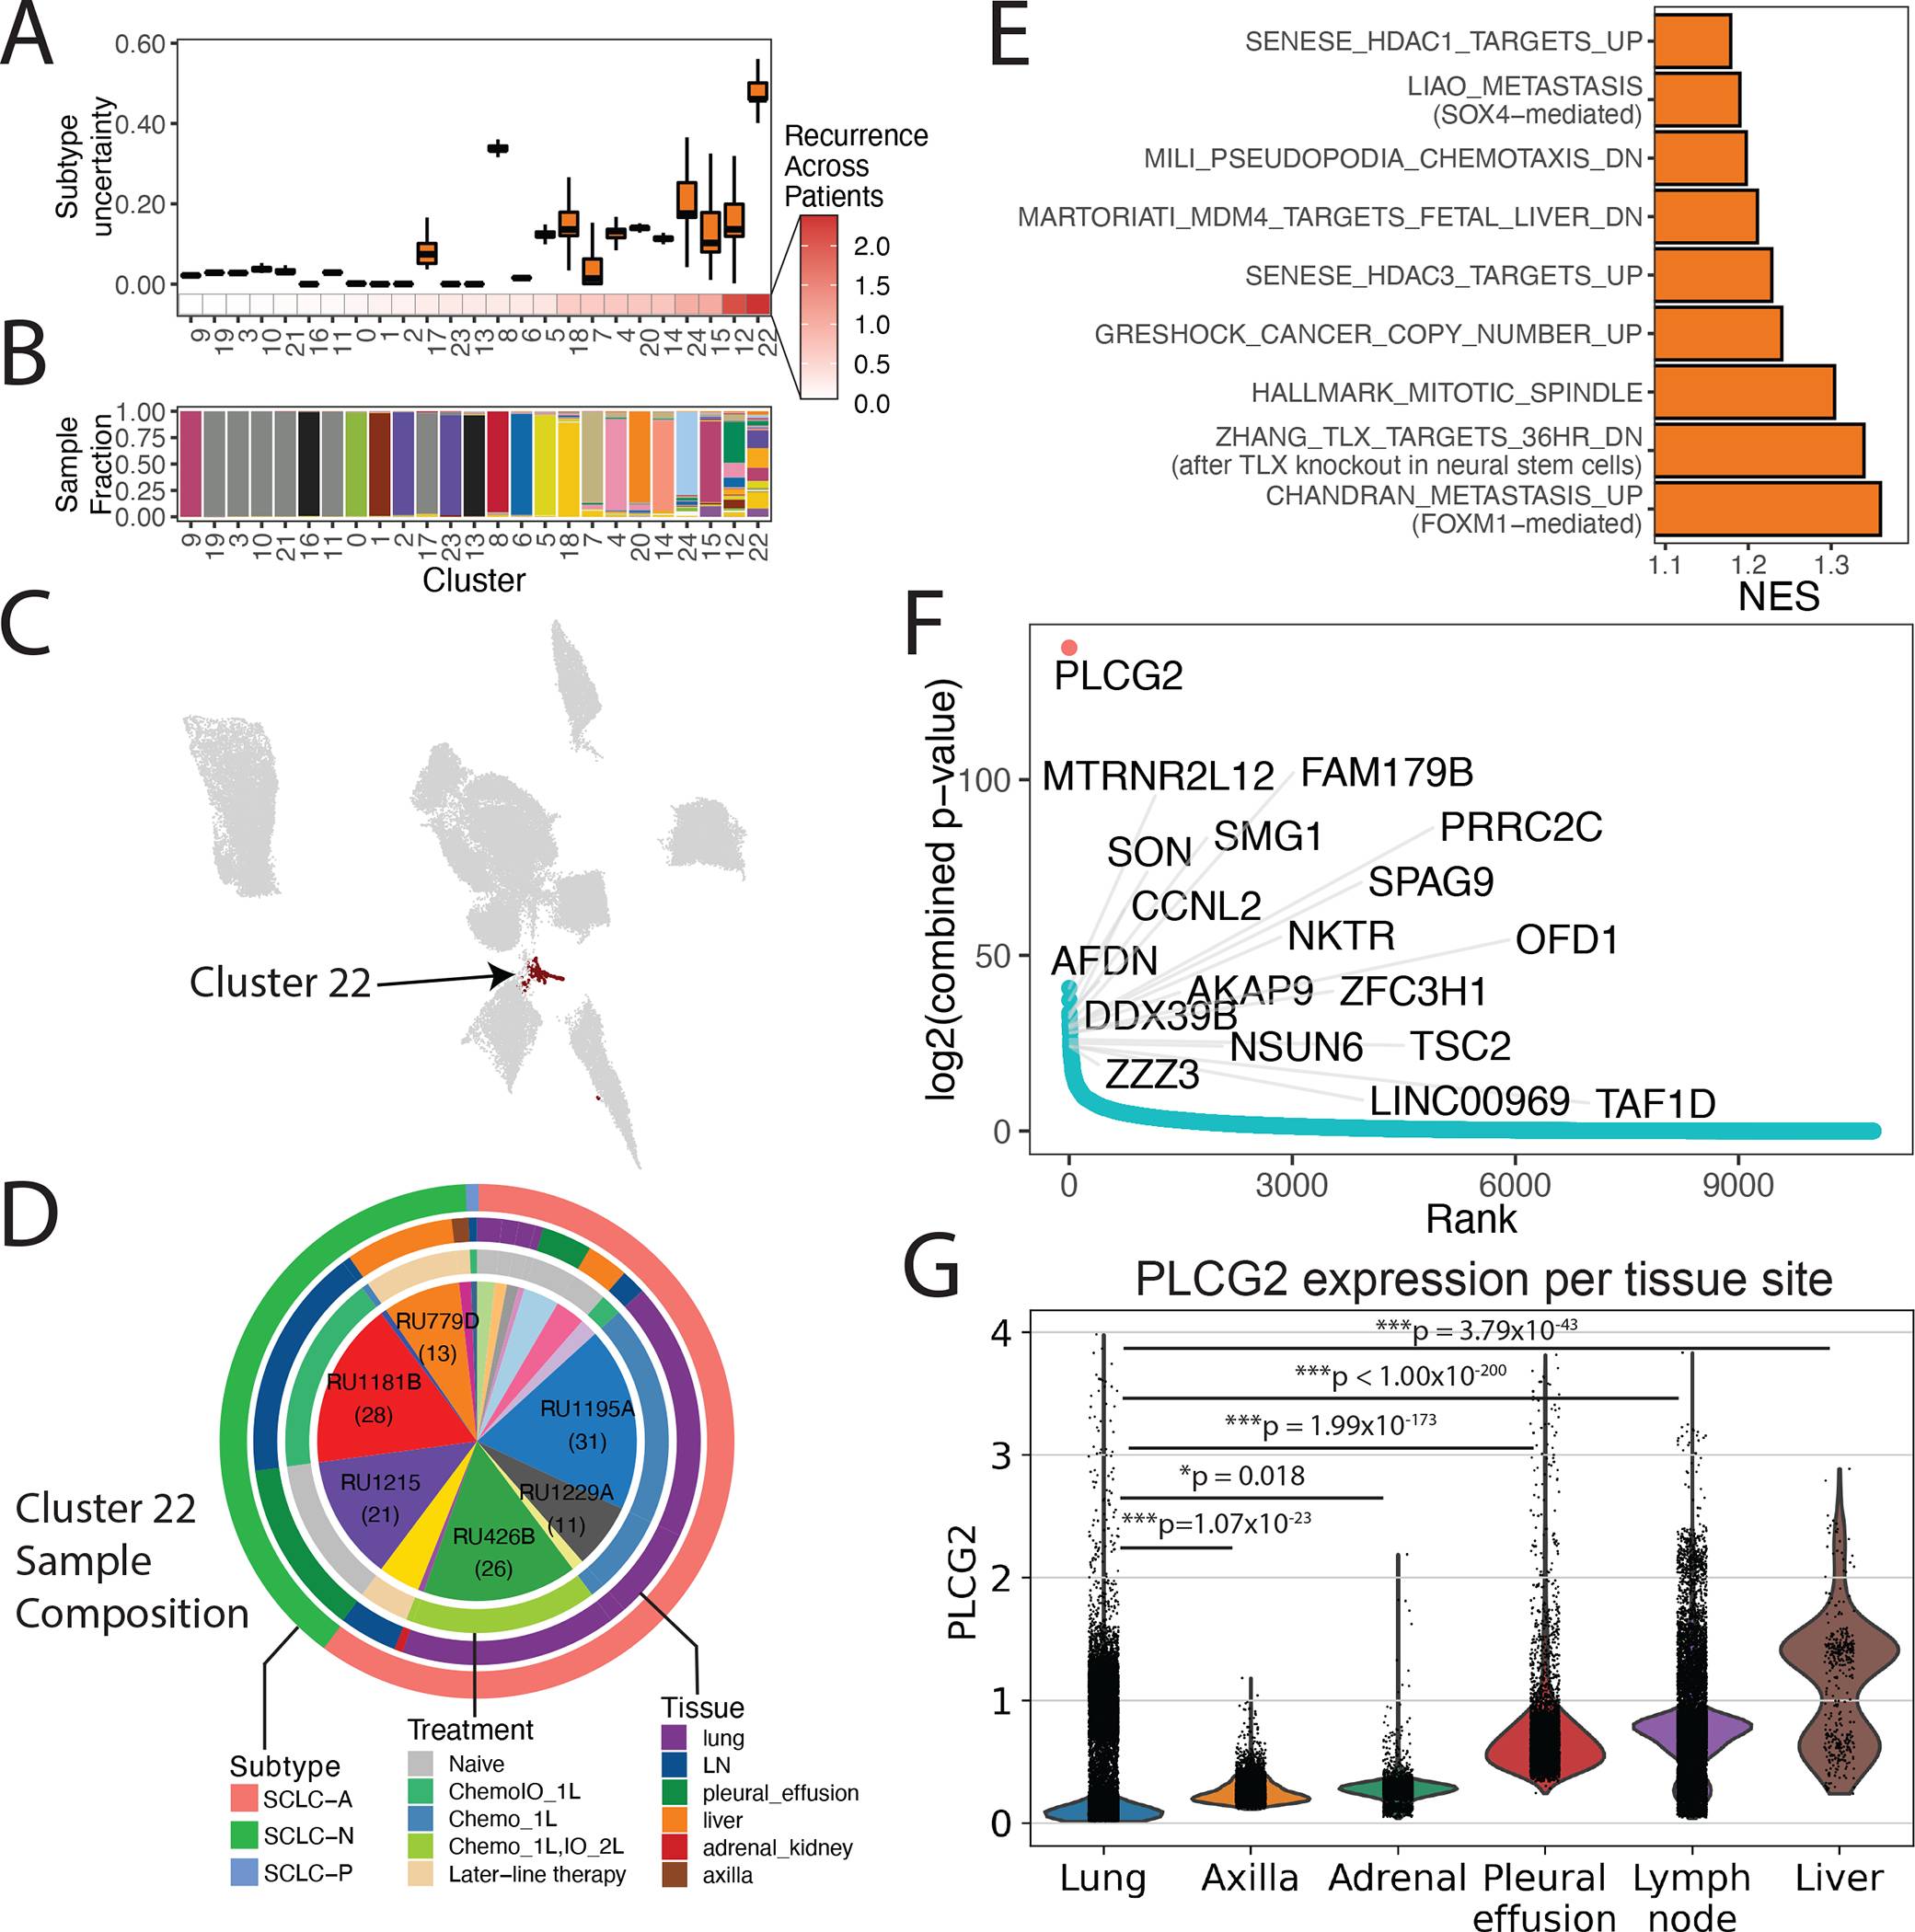 A
0.60
0.40
0.20
0.00
Subtype
uncertainty
Recurrence
Across
Patients
2.0
1.5
1.0
0.5
0.0
9 19 3 10 21 16 11 0 1 2 17 23 13 8 6 5 18 7 4 20 14 24 15 12 22
B
1.00
0.75
0.50
0.25
0.00
Sample
Fraction
9 19 3 10 21 16 11 0 1 2 17 23 13 8 6 5 18 7 4 20 14 24 15 12 22
Cluster
C
Cluster 22
D
RU779D
(13)
RU1181B
(28)
RU1195A
(31)
RU1215
(21)
RU1229A
(11)
RU426B
(26)
Cluster 22
Sample
Composition
Subtype
SCLC-A
SCLC-N
SCLC-P
Treatment
Naive
ChemoIO_1L
Chemo_1L
Chemo_1L,IO_2L
Later-line therapy
Tissue
lung
LN
pleural_effusion
liver
adrenal_kidney
axilla
E
SENESE_HDAC1_TARGETS_UP
LIAO_METASTASIS
(SOX4-mediated)
MILI_PSEUDOPODIA_CHEMOTAXIS_DN
MARTORIATI_MDM4_TARGETS_FETAL_LIVER_DN
SENESE_HDAC3_TARGETS_UP
GRESHOCK_CANCER_COPY_NUMBER_UP
HALLMARK_MITOTIC_SPINDLE
ZHANG_TLX_TARGETS_36HR_DN
(after TLX knockout in neural stem cells)
CHANDRAN_METASTASIS_UP
(FOXM1-mediated)
1.1 1.2 1.3
NES
F
log2(combined p-value)
100
50
0
PLCG2
MTRNR2L12 FAM179B
PRRC2C
SON SMG1
SPAG9
CCNL2
NKTR OFD1
AFDN
AKAP9 ZFC3H1
DDX39B
NSUN6 TSC2
ZZZ3
LINC00969 TAF1D
0 3000 6000 9000
Rank
G
PLCG2 expression per tissue site
PLCG2
4
3
2
1
0
***p = 3.79x10-43
***p < 1.00x10-200
***p = 1.99x10-173
*p = 0.018
***p=1.07x10-23
Lung Axilla Adrenal Pleural effusion Lymph node Liver